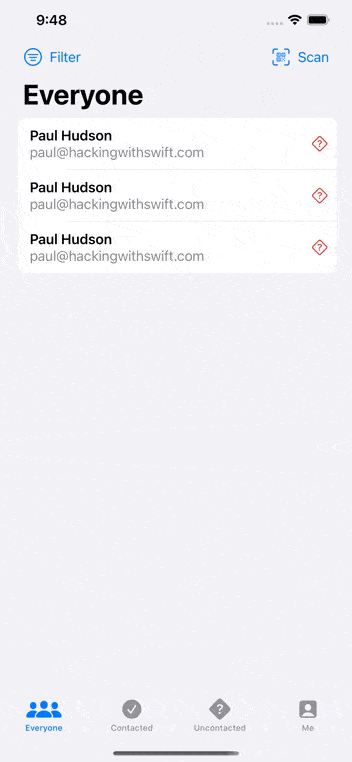 9:48
Filter
Scan
Everyone
Paul Hudson
paul@hackingwithswift.com
Paul Hudson
paul@hackingwithswift.com
Paul Hudson
paul@hackingwithswift.com
Everyone
Contacted
Uncontacted
Me